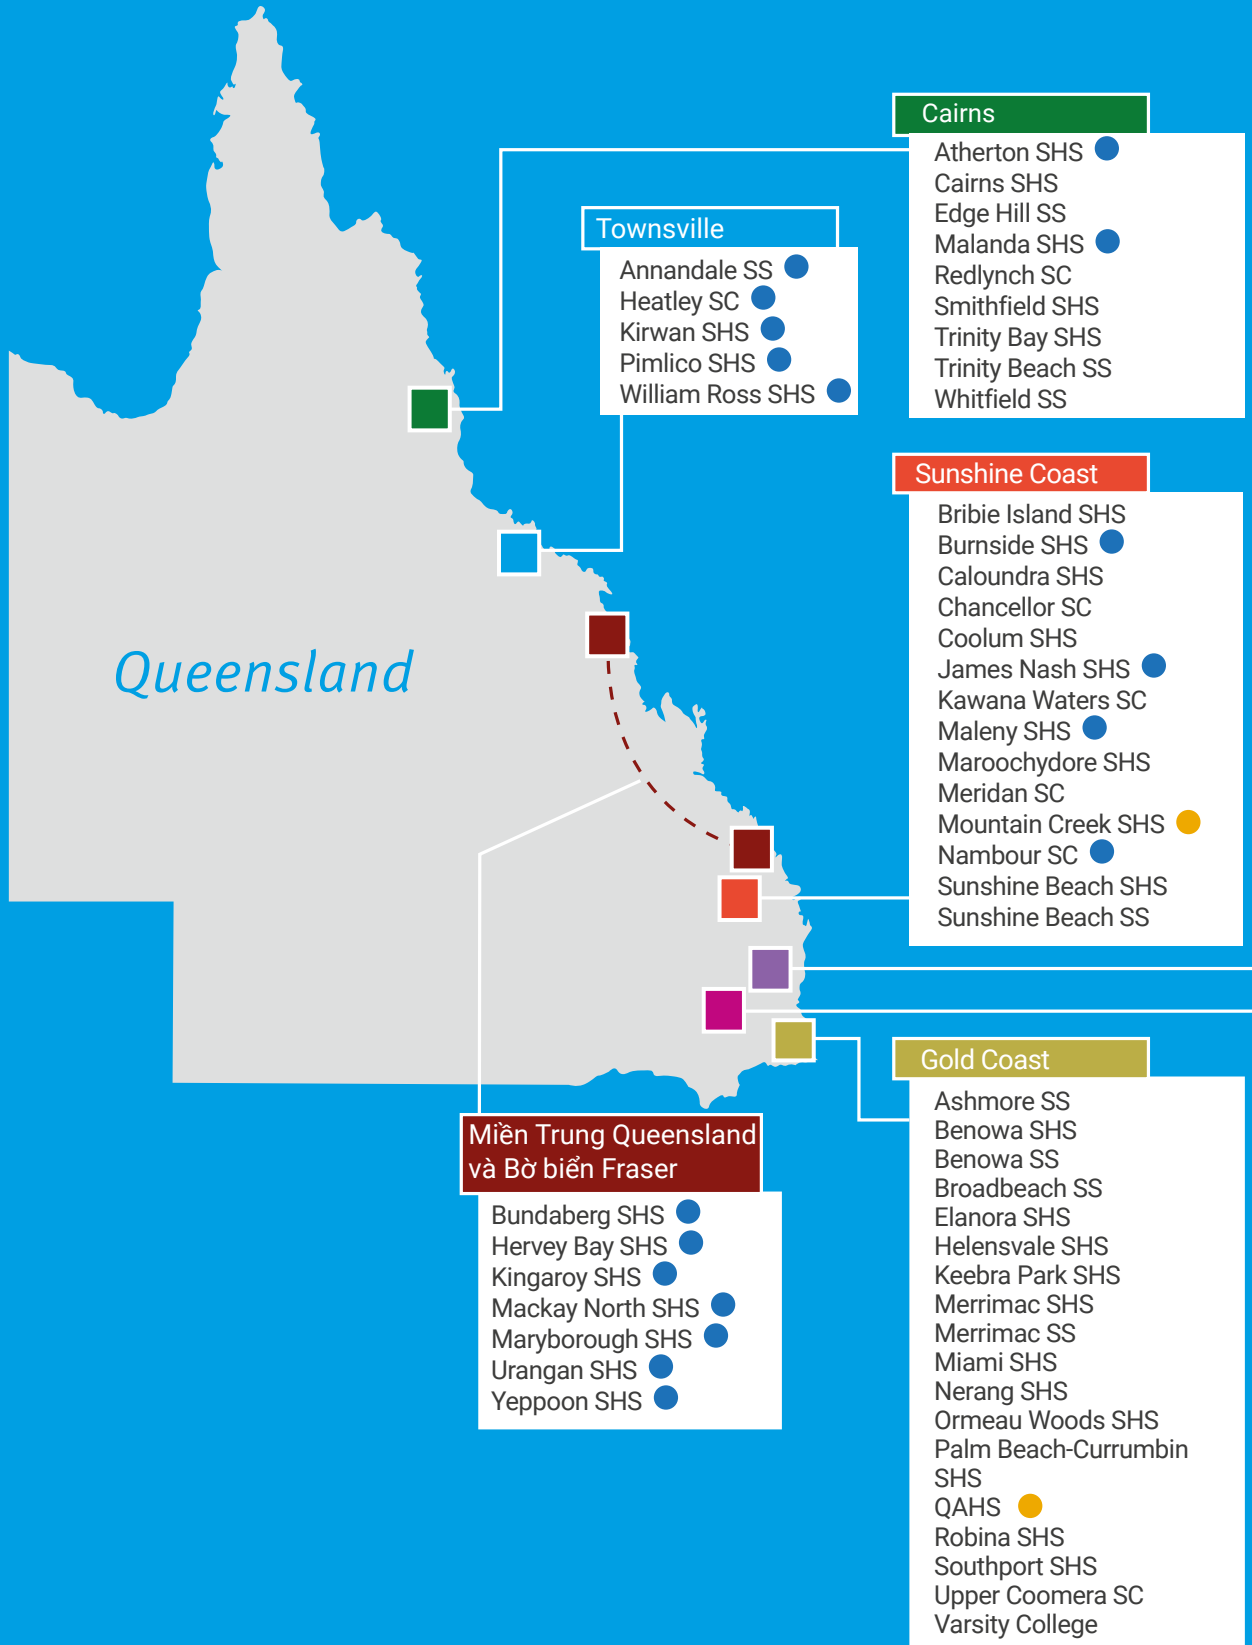 Cairns
Atherton SHS
Cairns SHS
Edge Hill SS
Malanda SHS
Redlynch SC
Smithfield SHS
Trinity Bay SHS
Trinity Beach SS
Whitfield SS
Townsville
Annandale SS
Heatley SC
Kirwan SHS
Pimlico SHS
William Ross SHS
Sunshine Coast
Bribie Island SHS
Burnside SHS
Caloundra SHS
Chancellor SC
Coolum SHS
James Nash SHS
Kawana Waters SC
Maleny SHS
Maroochydore SHS
Meridan SC
Mountain Creek SHS
Nambour SC
Sunshine Beach SHS
Sunshine Beach SS
Queensland
Gold Coast
Ashmore SS
Benowa SHS
Benowa SS
Broadbeach SS
Elanora SHS
Helensvale SHS
Keebra Park SHS
Merrimac SHS
Merrimac SS
Miami SHS
Nerang SHS
Ormeau Woods SHS
Palm Beach-Currumbin
SHS
QAHS
Robina SHS
Southport SHS
Upper Coomera SC
Varsity College
Miền Trung Queensland
và Bờ biển Fraser
Bundaberg SHS
Hervey Bay SHS
Kingaroy SHS
Mackay North SHS
Maryborough SHS
Urangan SHS
Yeppoon SHS